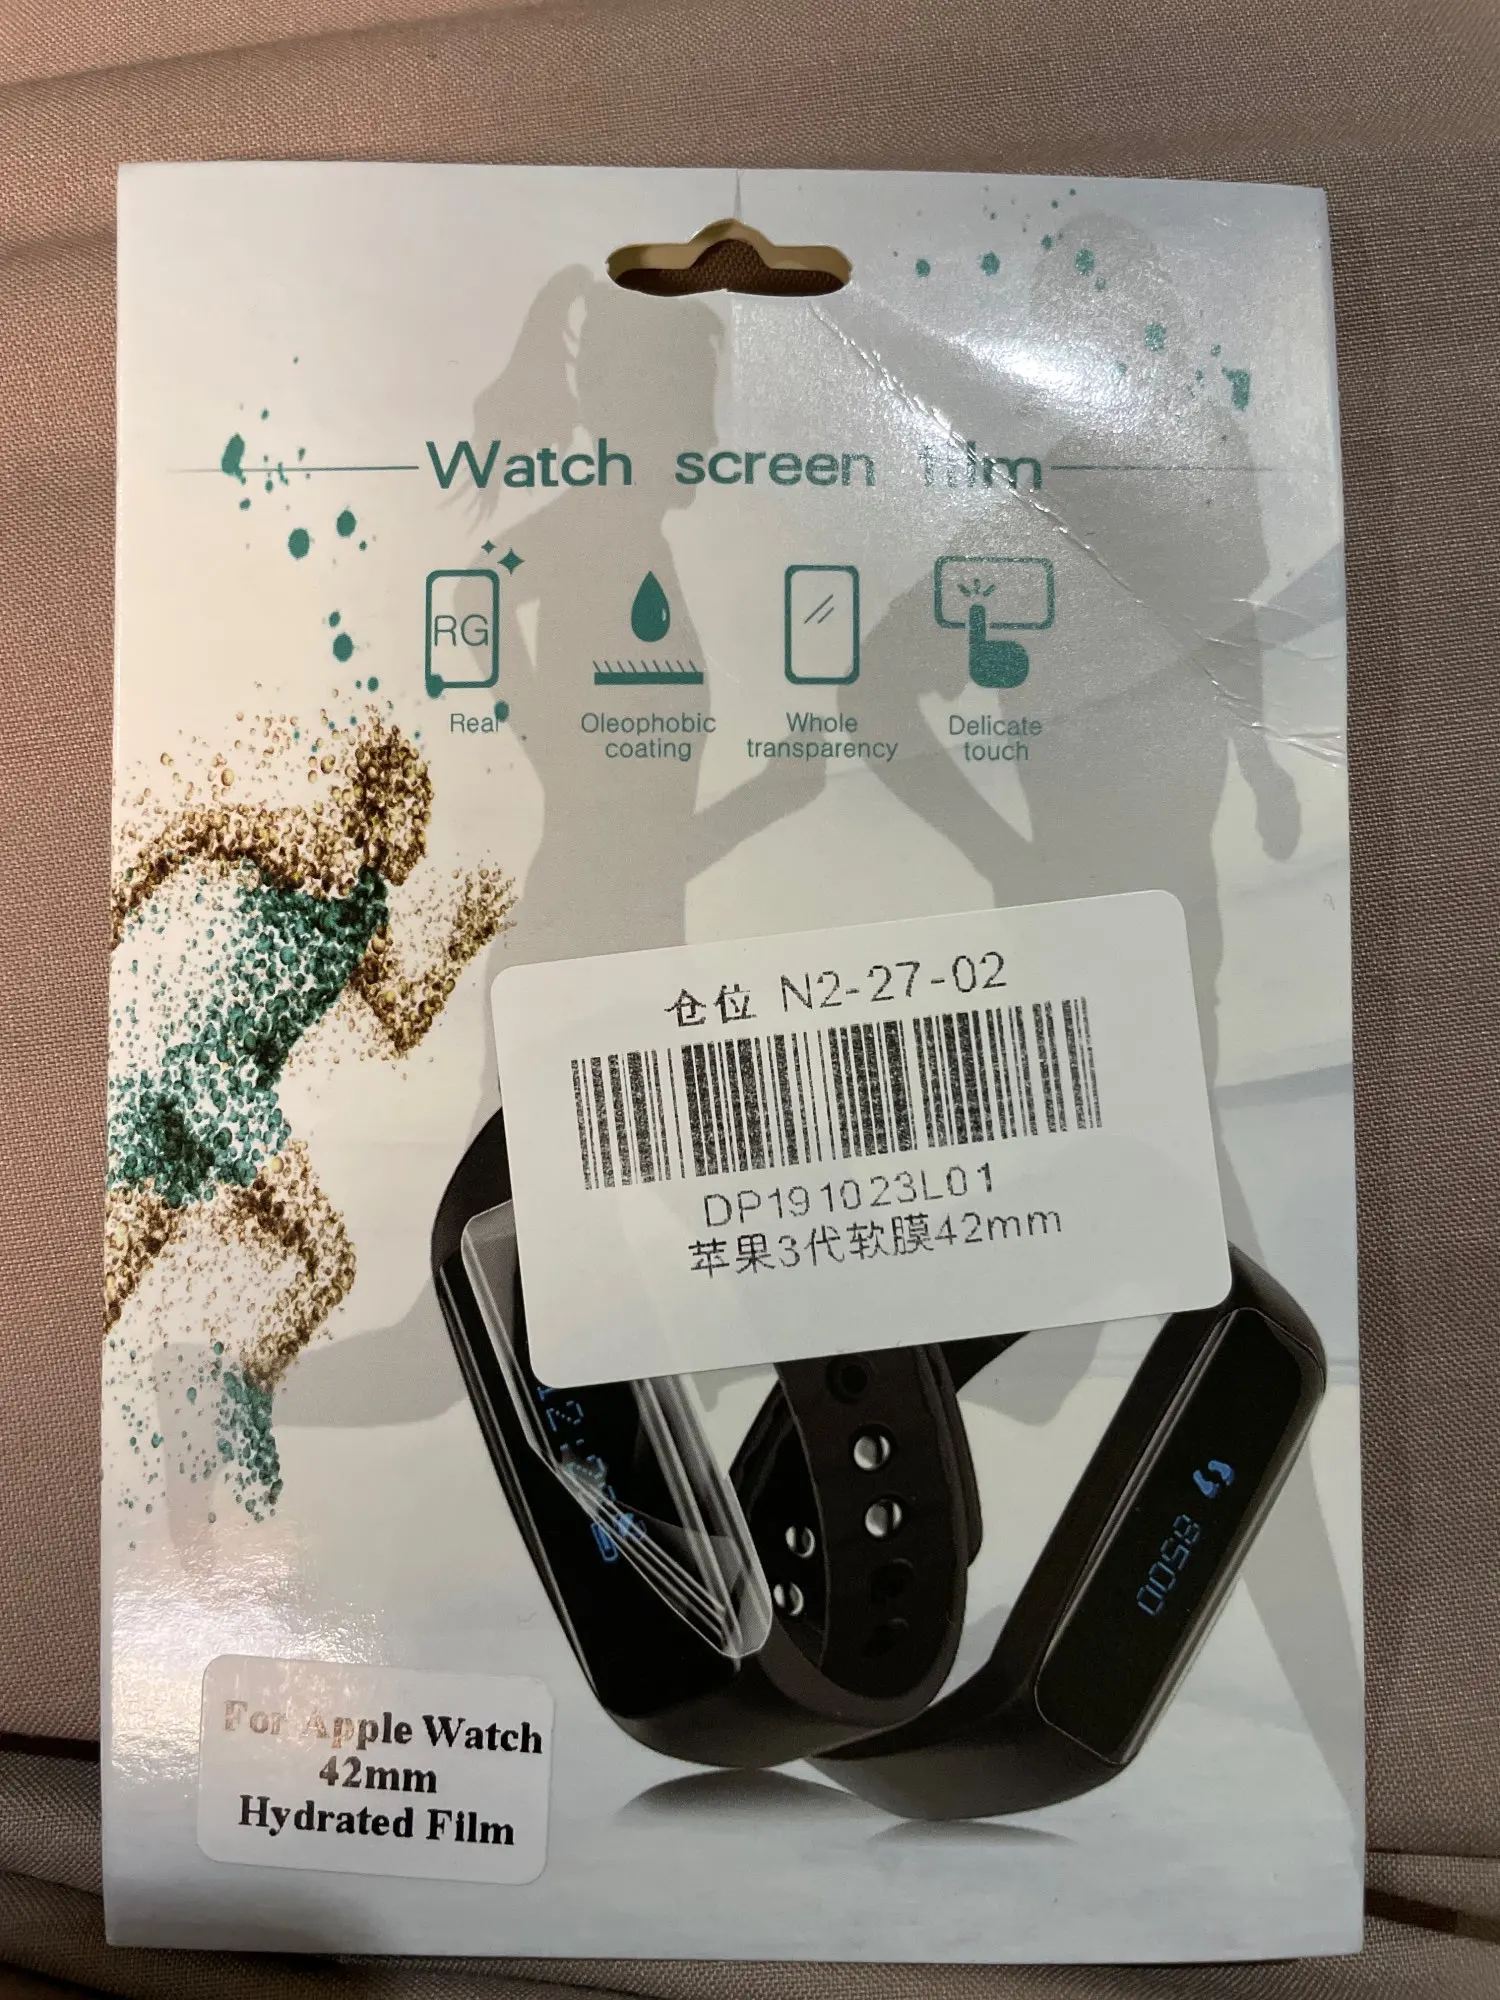 Watch screen film
RG
Real
Oleophobic
coating
Whole
transparency
Delicate
touch
仓位 N2-27-02
DP191023L01
苹果3代软膜42mm
0058
For Apple Watch
42mm
Hydrated Film